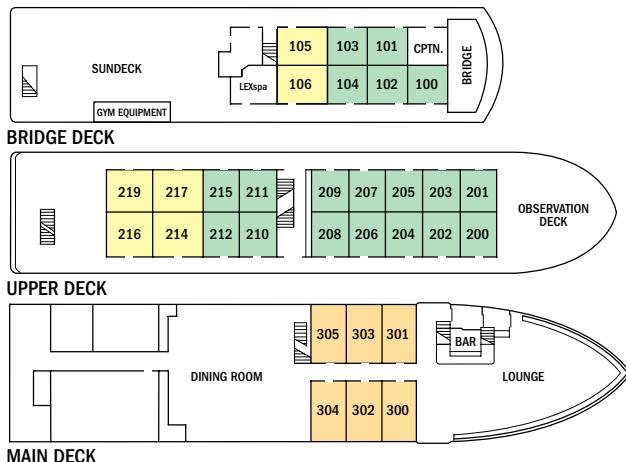 105 103 101 CPTN.
SUNDECK
BRIDGE
LEXspa 106 104 102 100
GYM EQUIPMENT
BRIDGE DECK
219 217 215 211 209 207 205 203 201
OBSERVATION
DECK
216 214 212 210 208 206 204 202 200
UPPER DECK
305 303 301
BAR
DINING ROOM
LOUNGE
304 302 300
MAIN DECK